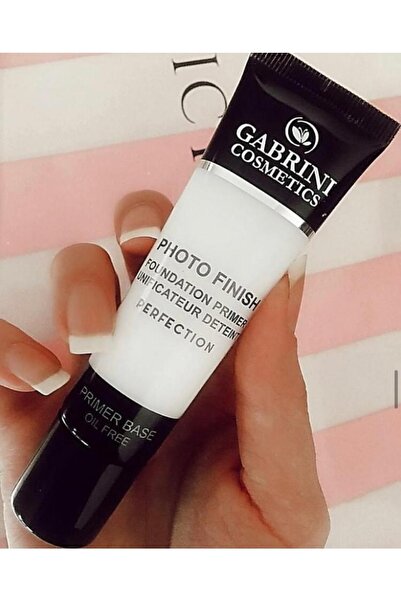 GABRINI
COSMETICS
PHOTO FINISH
FOUNDATION PRIMER
UNIFICATEUR DETEINT
PERFECTION
PRIMER BASE
OIL FREE